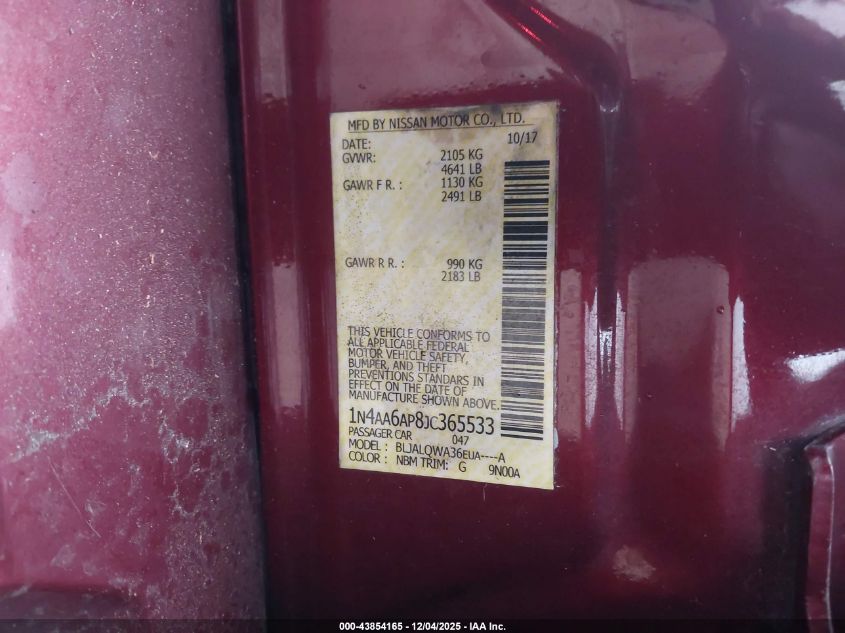 MFD BY NISSAN MOTOR CO., LTD.
DATE: 10/17
GVWR: 2105 KG
4641 LB
GAWR F R. : 1130 KG
2491 LB
GAWR R R. : 990 KG
2183 LB
THIS VEHICLE CONFORMS TO
ALL APPLICABLE FEDERAL
MOTOR VEHICLE SAFETY,
BUMPER, AND THEFT
PREVENTIONS STANDARDS IN
EFFECT ON THE DATE OF
MANUFACTURE SHOWN ABOVE.
1N4AA6AP8JC365533
PASSAGER CAR 047
MODEL : BLJALQWA36EUA----A
COLOR : NBM TRIM: G 9N00A
000-43854165 - 12/04/2025 - IAA Inc.